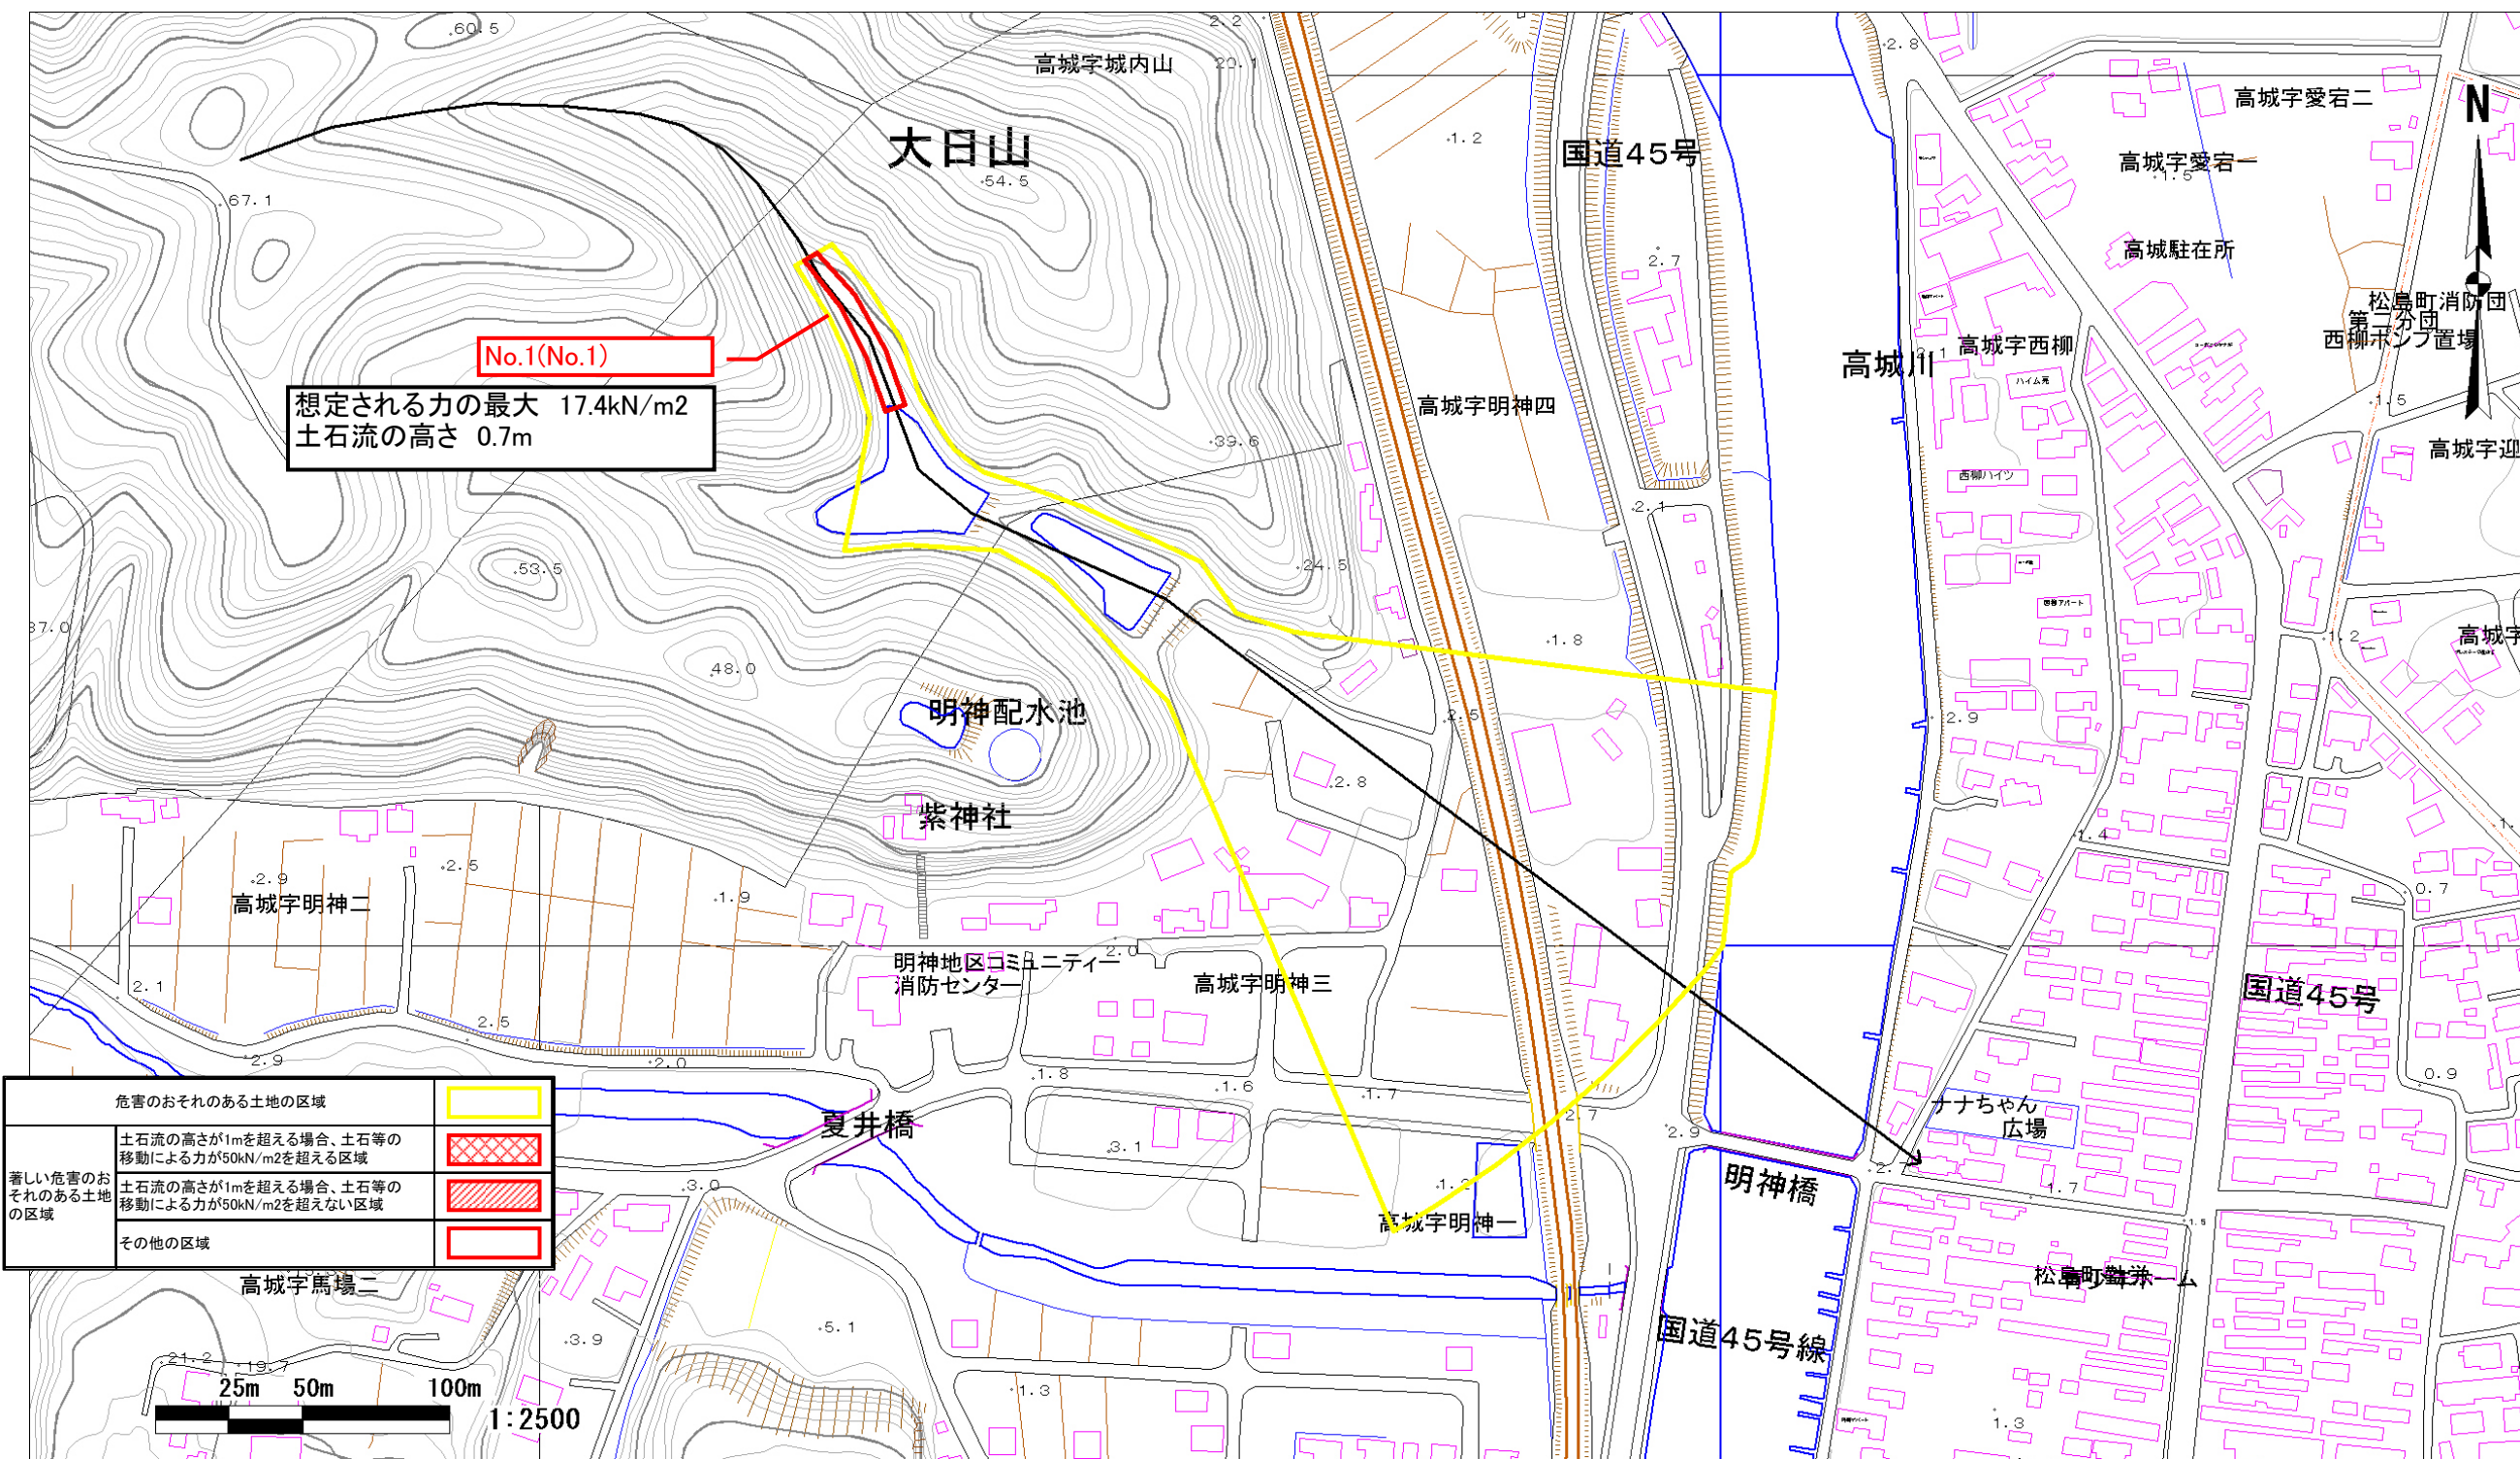 60.5
2.2
高城字城内山
20.1
2.8
高城字愛宕二
N
大日山
54.5
1.2
国道45号
高城字愛宕一
1.5
67.1
2.7
高城駐在所
松島町消防団
第二分団
西柳ポンプ置場
No.1(No.1)
想定される力の最大 17.4kN/m2
土石流の高さ 0.7m
高城川
2.1
高城字西柳
ハイム亮
高城字明神四
1.5
39.6
高城字迎
西柳ハイツ
2.1
53.5
24.5
西柳アパート
37.0
48.0
1.8
1.2
高城字
明神配水池
2.5
2.9
2.8
紫神社
1.4
2.9
2.5
1.9
0.7
高城字明神二
2.0
明神地区コミュニティー
消防センター
高城字明神三
国道45号
2.1
2.5
2.9
2.0
1.8
1.6
1.7
2.7
0.9
ナナちゃん
広場
夏井橋
3.1
2.9
2.7
明神橋
1.7
3.0
1.2
高城字明神一
1.6
危害のおそれのある土地の区域
著しい危害のお
それのある土地
の区域
土石流の高さが1mを超える場合、土石等の
移動による力が50kN/m2を超える区域
土石流の高さが1mを超える場合、土石等の
移動による力が50kN/m2を超えない区域
その他の区域
高城字馬場二
国道45号線
5.1
3.9
21.2
19.7
1.3
1.3
25m 50m 100m
1:2500